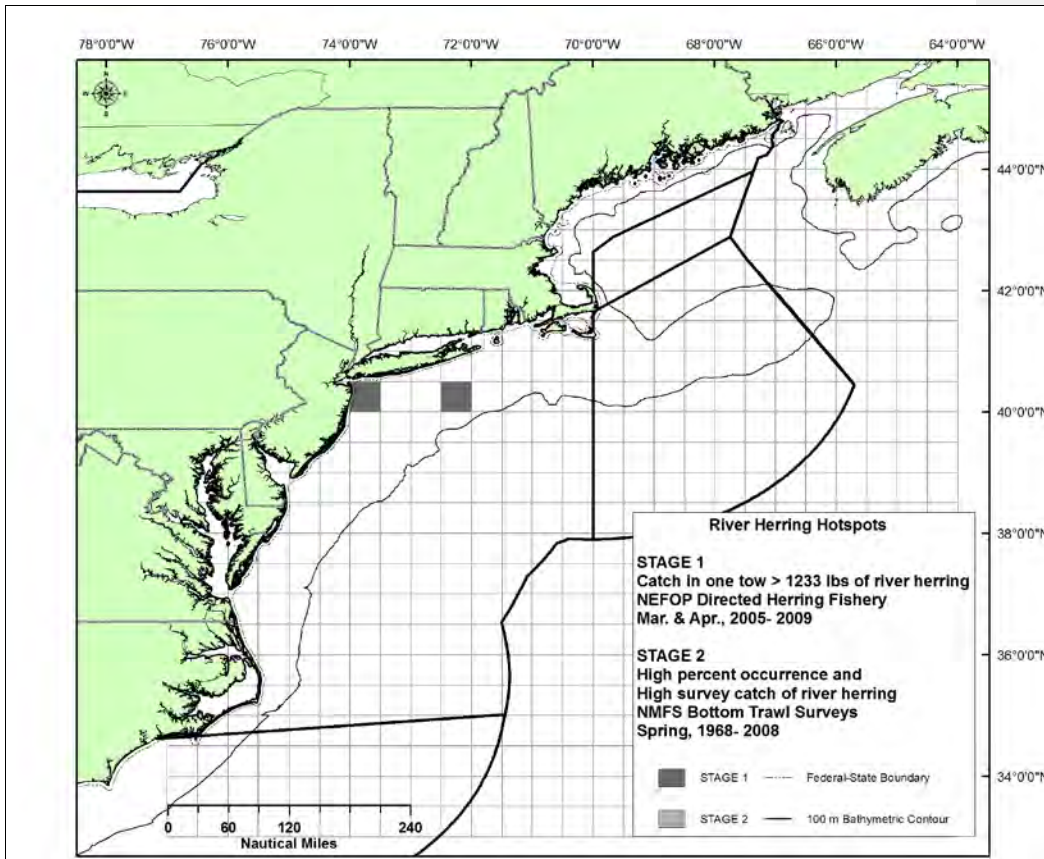 78°0'0"W 76°0'0"W 74°0'0"W 72°0'0"W 70°0'0"W 68°0'0"W 66°0'0"W 64°0'0"W
N
W E
S
44°0'0"N
42°0'0"N
40°0'0"N
38°0'0"N
36°0'0"N
34°0'0"N
River Herring Hotspots
STAGE 1
Catch in one tow > 1233 lbs of river herring
NEFOP Directed Herring Fishery
Mar. & Apr., 2005- 2009
STAGE 2
High percent occurrence and
High survey catch of river herring
NMFS Bottom Trawl Surveys
Spring, 1968- 2008
STAGE 1 Federal-State Boundary
STAGE 2 100 m Bathymetric Contour
0 60 120 240
Nautical Miles